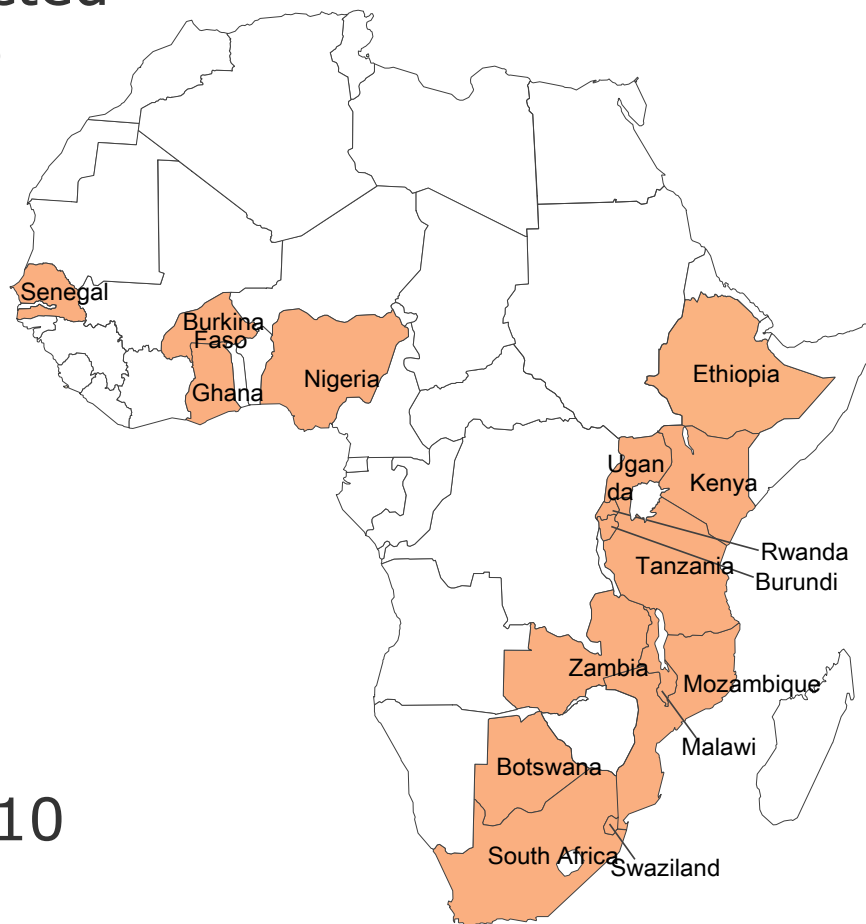 cted
Senegal
Burkina
Faso
Ghana
Nigeria
Ethiopia
Ugan
da
Kenya
Rwanda
Tanzania
Burundi
Zambia
Mozambique
Malawi
Botswana
10
South Africa
Swaziland